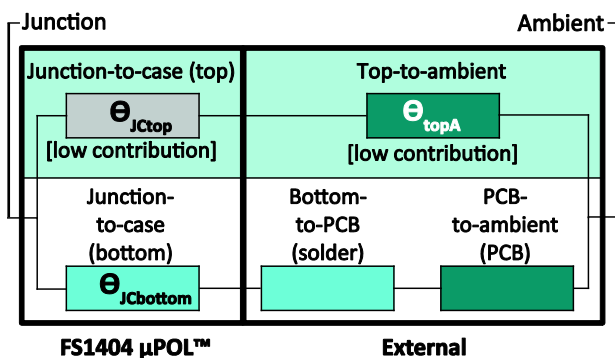 Junction
Ambient
Junction-to-case (top)
Top-to-ambient
ΘJCtop
ΘtopA
[low contribution]
[low contribution]
Junction-
to-case
(bottom)
Bottom-
to-PCB
(solder)
PCB-
to-ambient
(PCB)
ΘJCbottom
FS1404 µPOL™
External